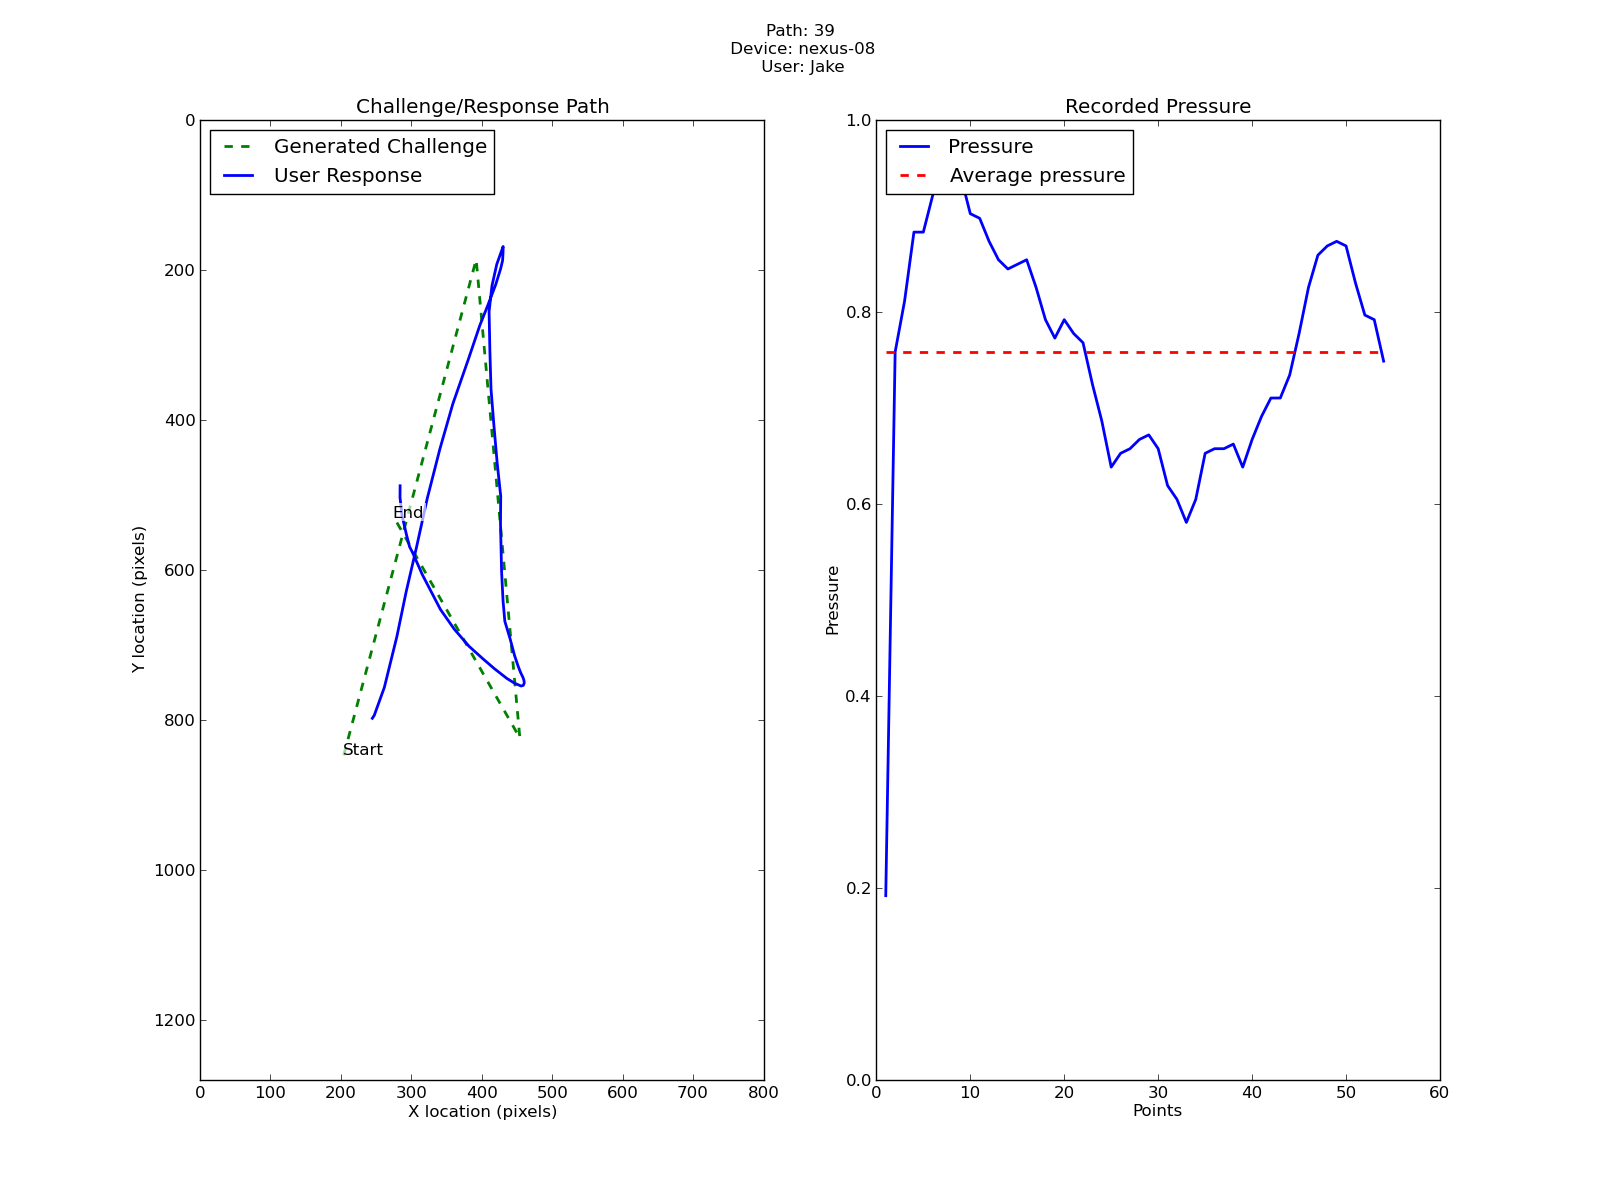 Path: 39
Device: nexus-08
User: Jake
Challenge/Response Path
Generated Challenge
User Response
0
200
400
600
800
1000
1200
Y location (pixels)
End
Start
0 100 200 300 400 500 600 700 800
X location (pixels)
Recorded Pressure
Pressure
Average pressure
1.0
0.8
0.6
0.4
0.2
0.0
Pressure
0 10 20 30 40 50 60
Points